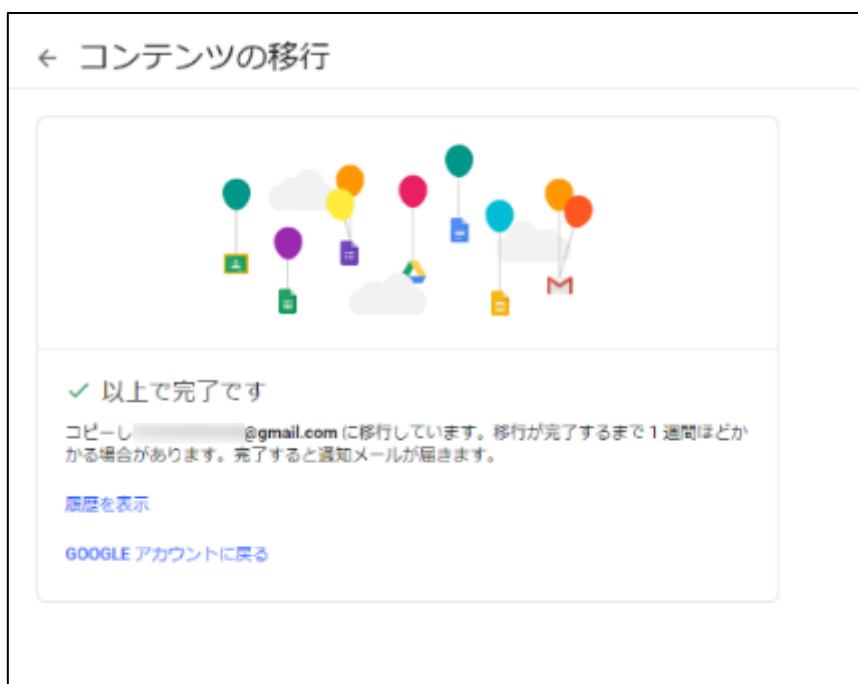 ← コンテンツの移行
✓ 以上で完了です
コピーし @gmail.com に移行しています。移行が完了するまで 1 週間ほどか
かる場合があります。完了すると通知メールが届きます。
履歴を表示
GOOGLE アカウントに戻る